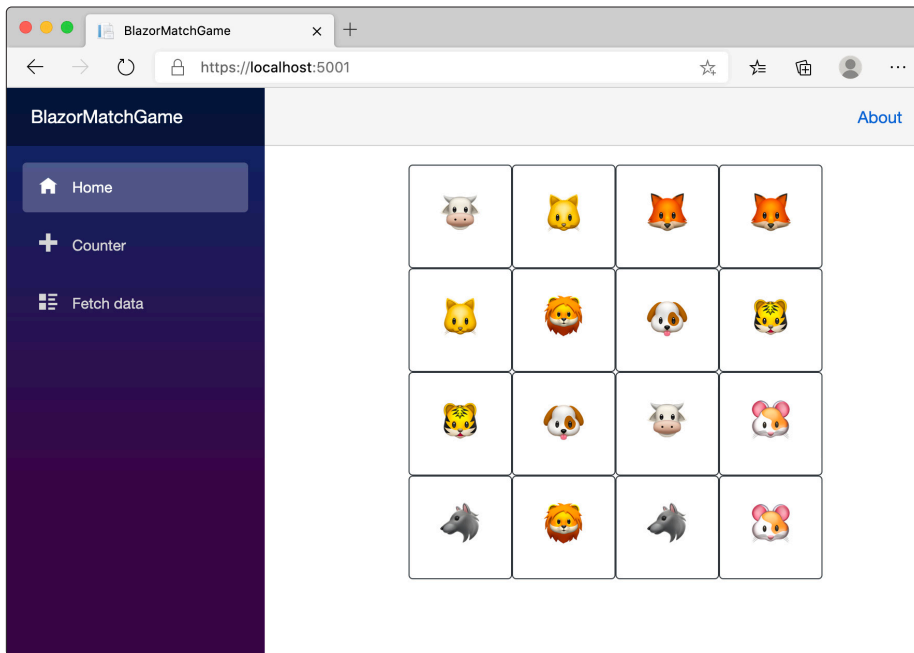 BlazorMatchGame
https://localhost:5001
BlazorMatchGame
About
Home
Counter
Fetch data